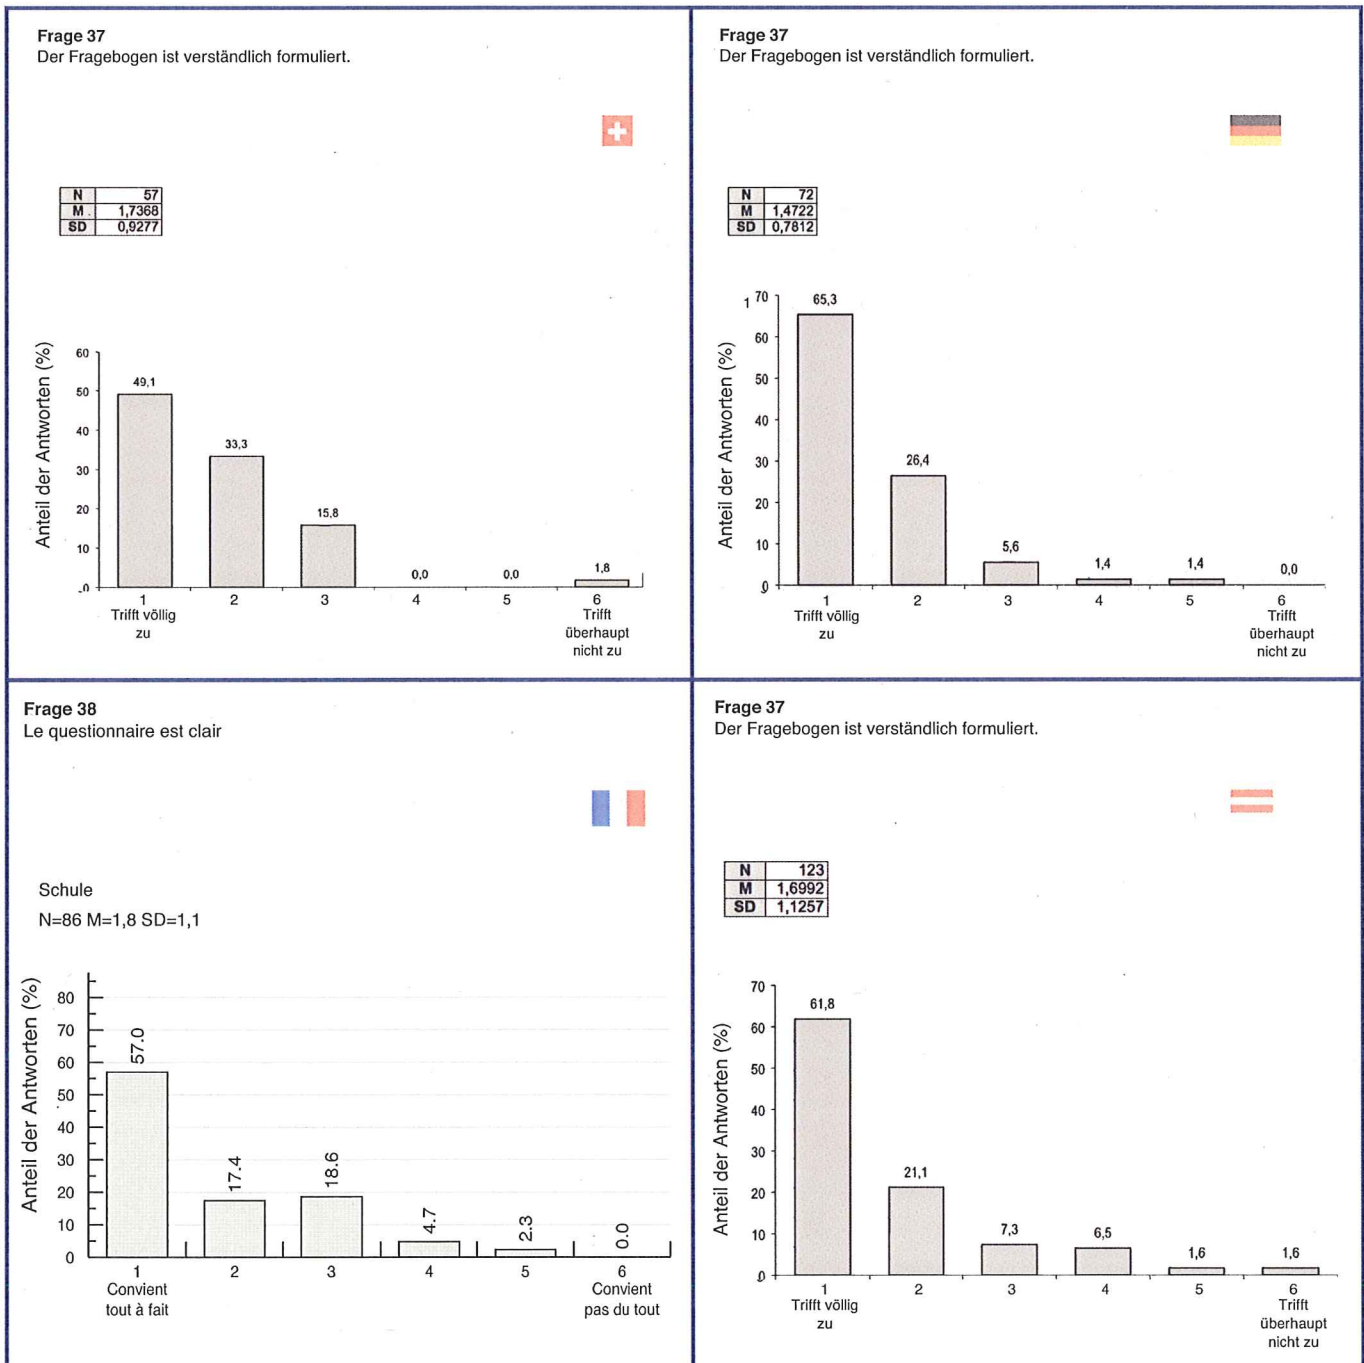 Frage 37
Der Fragebogen ist verständlich formuliert.
N 57
M 1,7368
SD 0,9277
Anteil der Antworten (%)
60
50
40
30
20
10
0
49,1
33,3
15,8
0,0
0,0
1,8
1 2 3 4 5 6
Trifft völlig zu
Trifft überhaupt nicht zu
Frage 37
Der Fragebogen ist verständlich formuliert.
N 72
M 1,4722
SD 0,7812
Anteil der Antworten (%)
1 70
60
50
40
30
20
10
0
65,3
26,4
5,6
1,4
1,4
0,0
1 2 3 4 5 6
Trifft völlig
zu
Trifft
überhaupt
nicht zu
Frage 38
Le questionnaire est clair
Schule
N=86 M=1,8 SD=1,1
Anteil der Antworten (%)
80
70
60
50
40
30
20
10
0
57.0
17.4
18.6
4.7
2.3
0.0
1 2 3 4 5 6
Convient
tout à fait
Convient
pas du tout
Frage 37
Der Fragebogen ist verständlich formuliert.
N 123
M 1,6992
SD 1,1257
Anteil der Antworten (%)
70
60
50
40
30
20
10
0
61,8
21,1
7,3
6,5
1,6
1,6
1 2 3 4 5 6
Trifft völlig
zu
Trifft
überhaupt
nicht zu